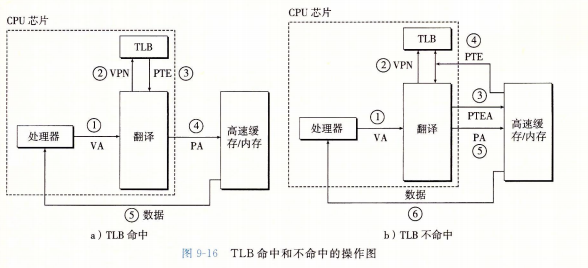 CPU 芯片
TLB
② VPN
PTE ③
处理器
①
VA
翻译
④
PA
高速缓
存/内存
⑤ 数据
a）TLB 命中
CPU 芯片
TLB
④
② VPN
PTE
处理器
①
VA
翻译
③
PTEA
PA
⑤
高速缓
存/内存
数据
⑥
b）TLB 不命中
图 9-16 TLB 命中和不命中的操作图